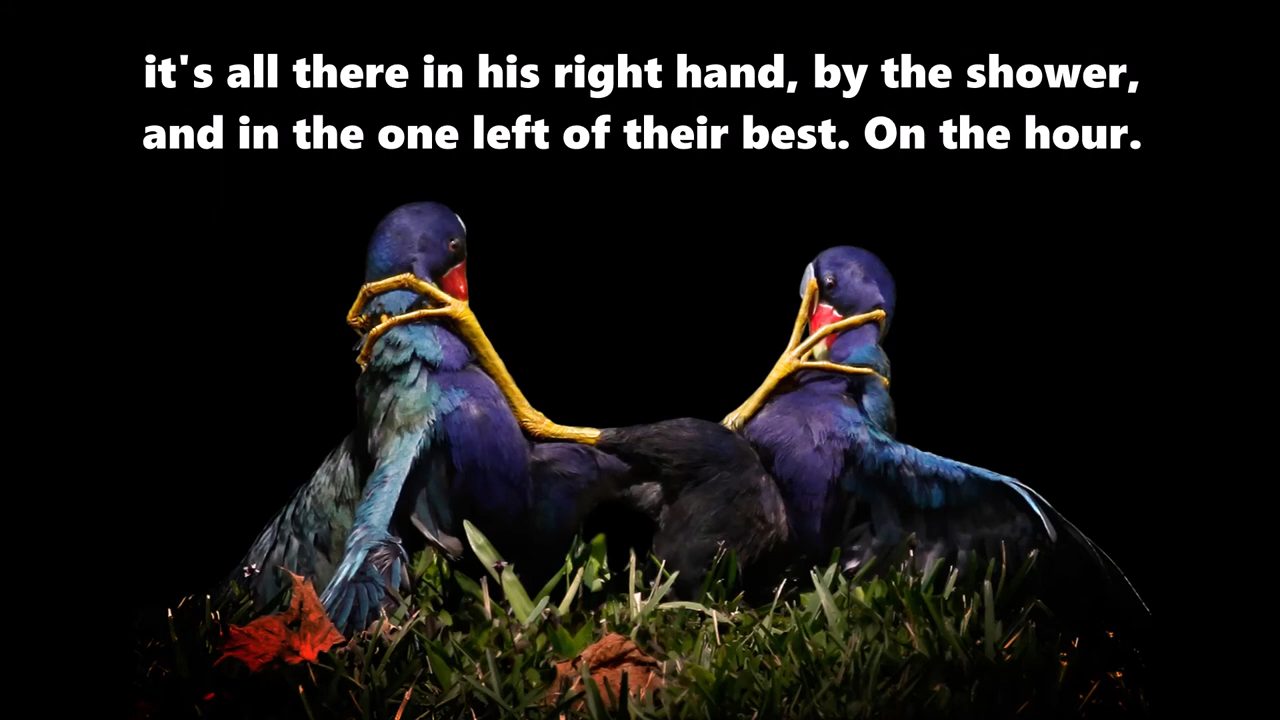 it's all there in his right hand, by the shower,
and in the one left of their best. On the hour.